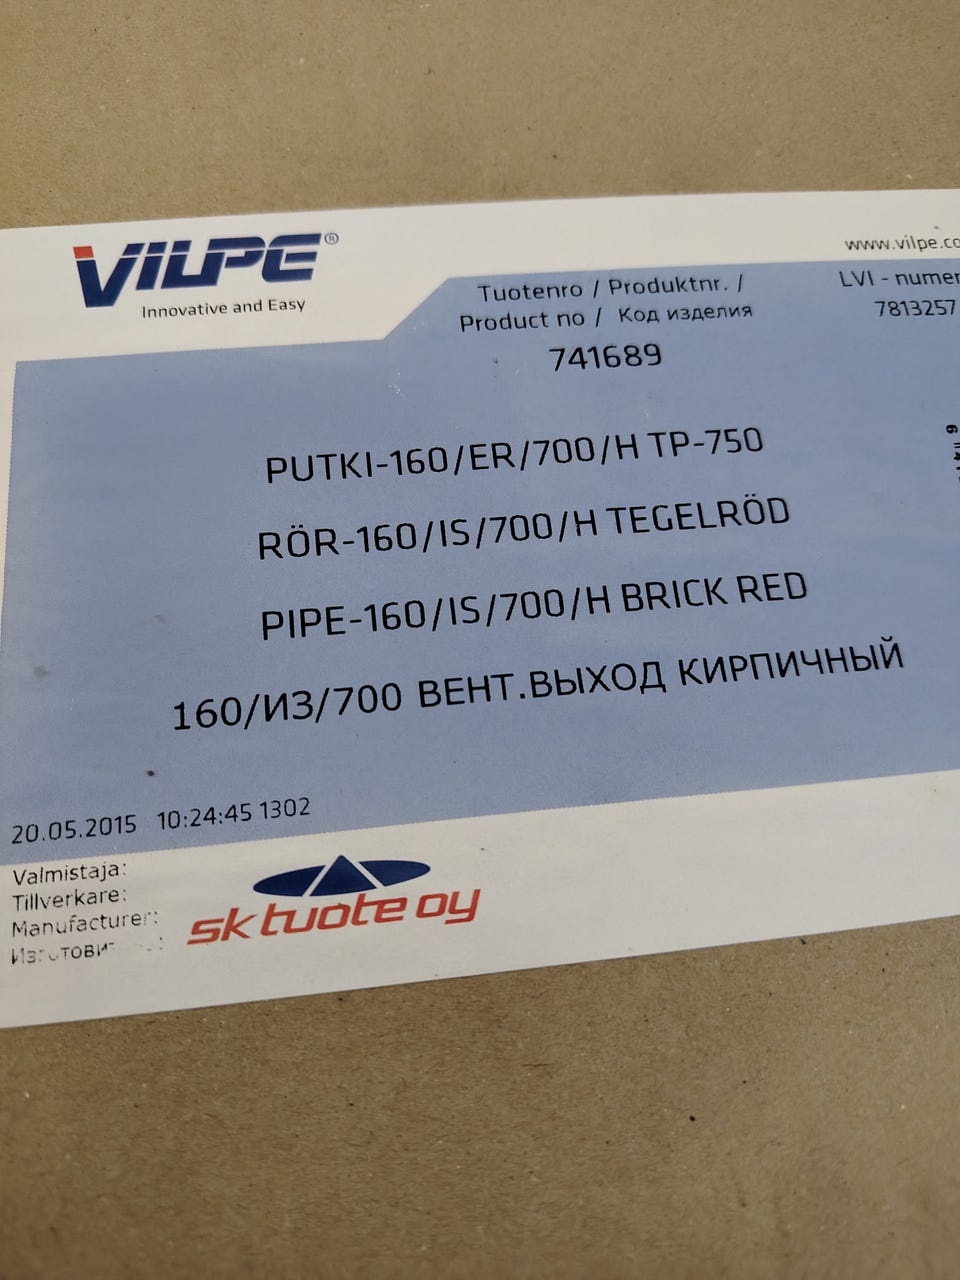 VILPE®
Innovative and Easy
www.vilpe.co
Tuotenro / Produktnr. /
Product no / Код изделия
741689
LVI - numer
7813257
PUTKI-160/ER/700/H TP-750
RÖR-160/IS/700/H TEGELRÖD
PIPE-160/IS/700/H BRICK RED
160/ИЗ/700 ВЕНТ.ВЫХОД КИРПИЧНЫЙ
20.05.2015 10:24:45 1302
Valmistaja:
Tillverkare:
Manufacturer:
sk tuote oy